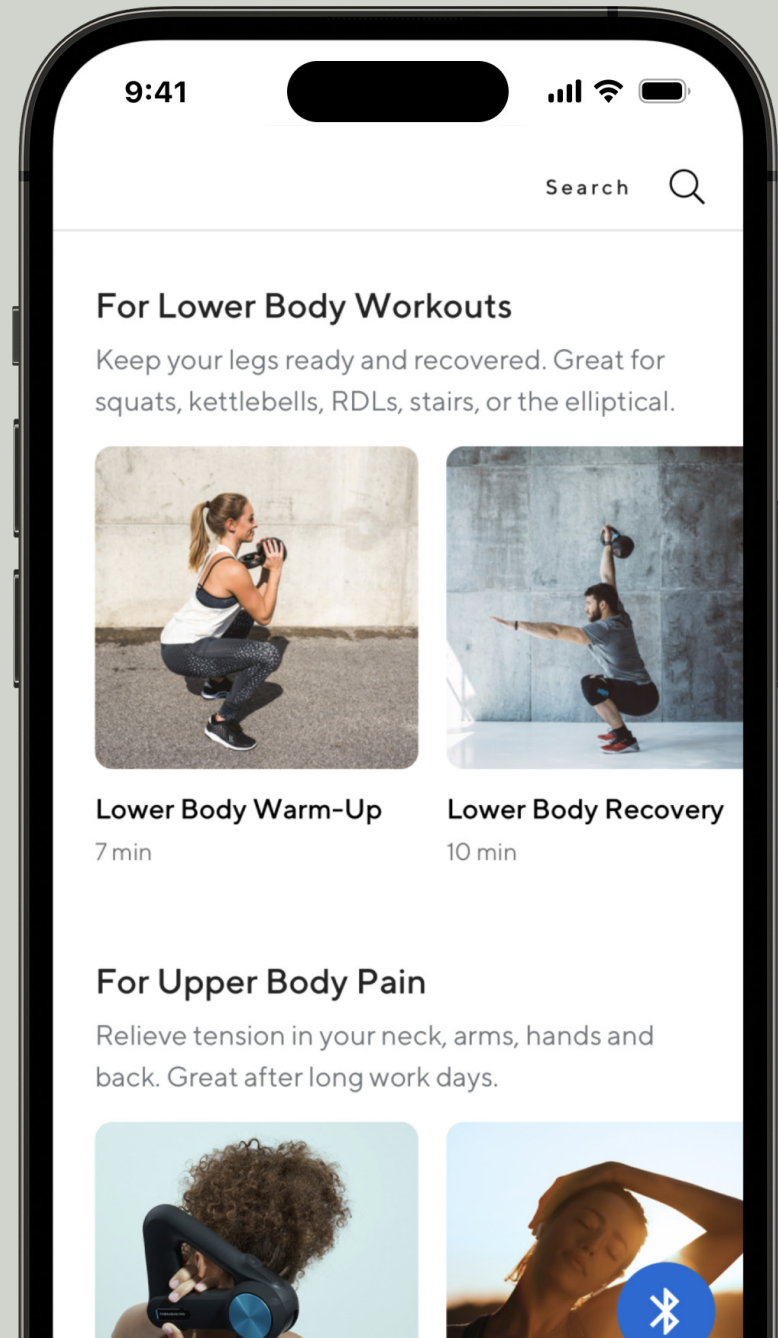 9:41
Search
For Lower Body Workouts
Keep your legs ready and recovered. Great for
squats, kettlebells, RDLs, stairs, or the elliptical.
Lower Body Warm-Up
Lower Body Recovery
7 min
10 min
For Upper Body Pain
Relieve tension in your neck, arms, hands and
back. Great after long work days.